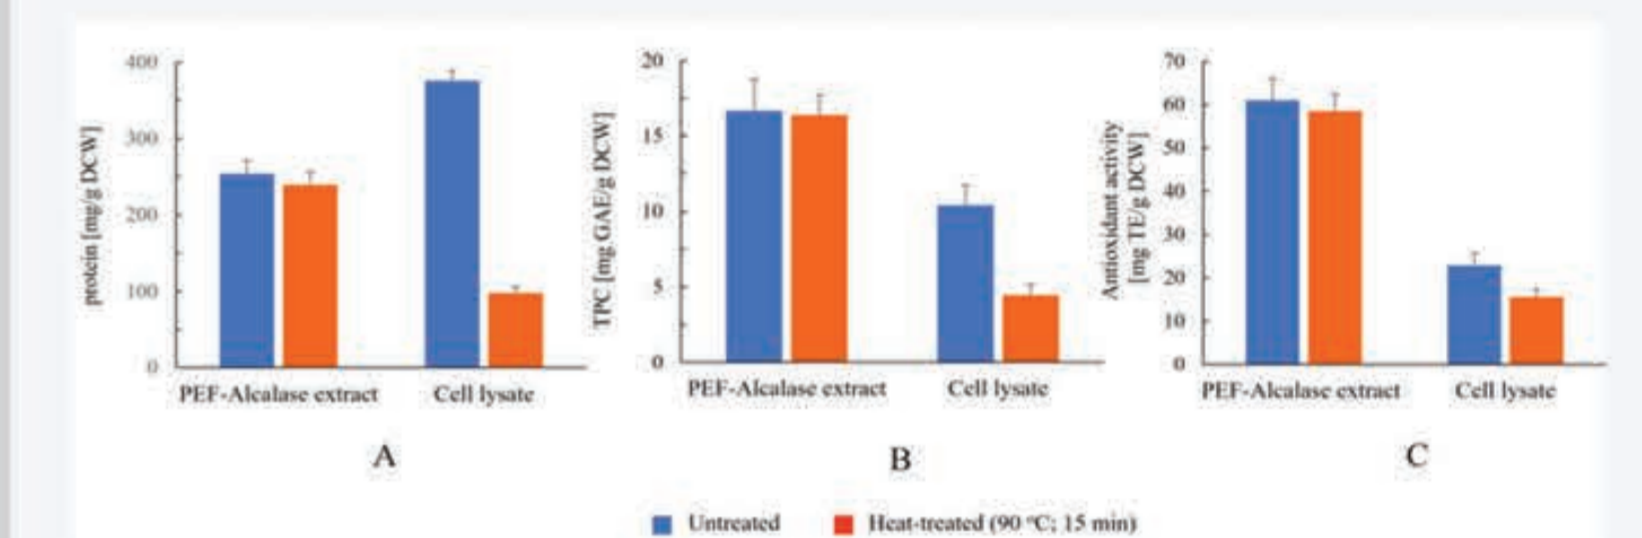 protein [mg/g DCW]
400
300
200
100
0
PEF-Alcalase extract
Cell lysate
A
TPC [mg GAE/g DCW]
20
15
10
5
0
PEF-Alcalase extract
Cell lysate
B
Antioxidant activity
[mg TE/g DCW]
70
60
50
40
30
20
10
0
PEF-Alcalase extract
Cell lysate
C
Untreated
Heat-treated (90 ºC; 15 min)